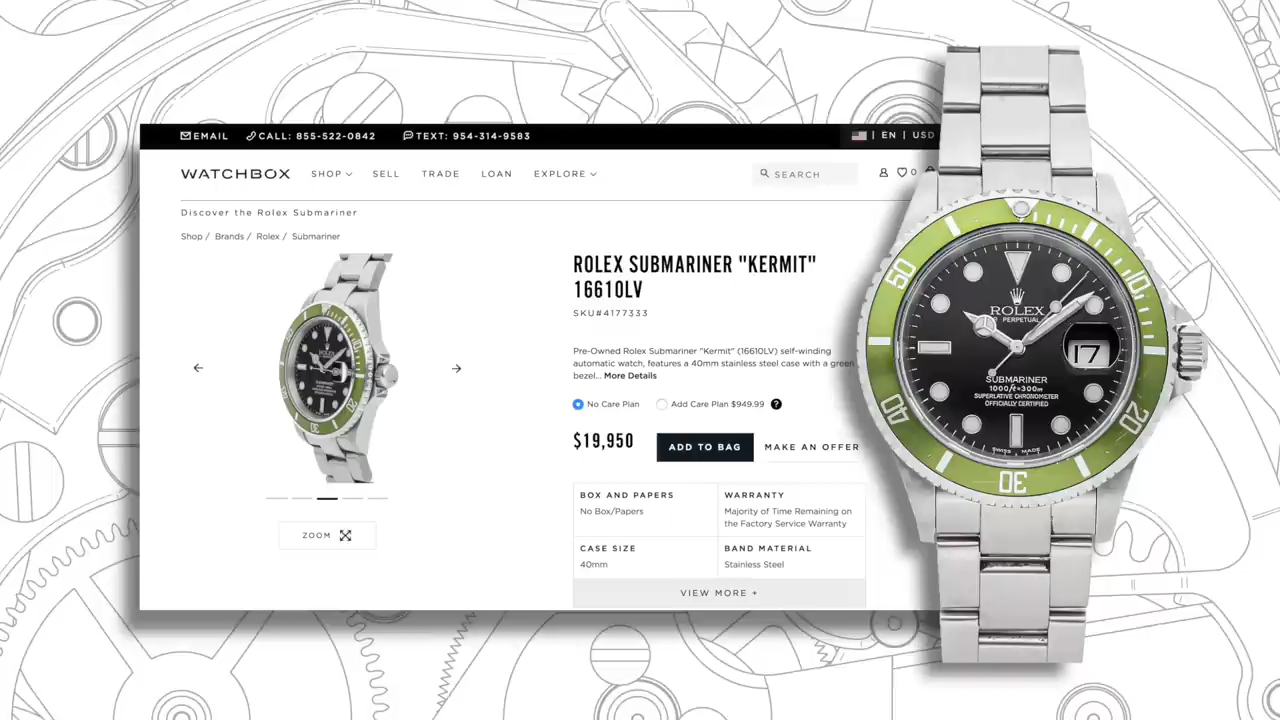 EMAIL
CALL: 855-522-0842
TEXT: 954-314-9583
| EN | USD
WATCHBOX
SHOP
SELL
TRADE
LOAN
EXPLORE
SEARCH
0
Discover the Rolex Submariner
Shop / Brands / Rolex / Submariner
ROLEX SUBMARINER "KERMIT"
16610LV
SKU#4177333
Pre-Owned Rolex Submariner "Kermit" (16610LV) self-winding
automatic watch, features a 40mm stainless steel case with a green
bezel... More Details
No Care Plan
Add Care Plan $949.99 ?
$19,950
ADD TO BAG
MAKE AN OFFER
BOX AND PAPERS
No Box/Papers
WARRANTY
Majority of Time Remaining on
the Factory Service Warranty
CASE SIZE
40mm
BAND MATERIAL
Stainless Steel
VIEW MORE +
ZOOM
50
10
40
20
30
ROLEX
PERPETUAL
17
SUBMARINER
1000ft=300m
SUPERLATIVE CHRONOMETER
OFFICIALLY CERTIFIED
SWISS MADE